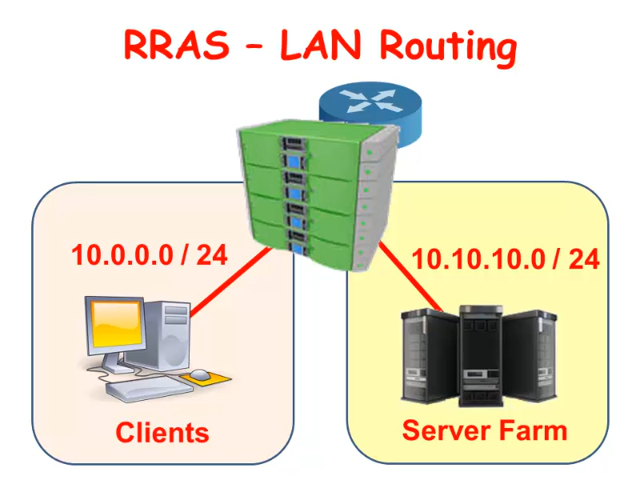 RRAS – LAN Routing
10.0.0.0 / 24
10.10.10.0 / 24
Clients
Server Farm